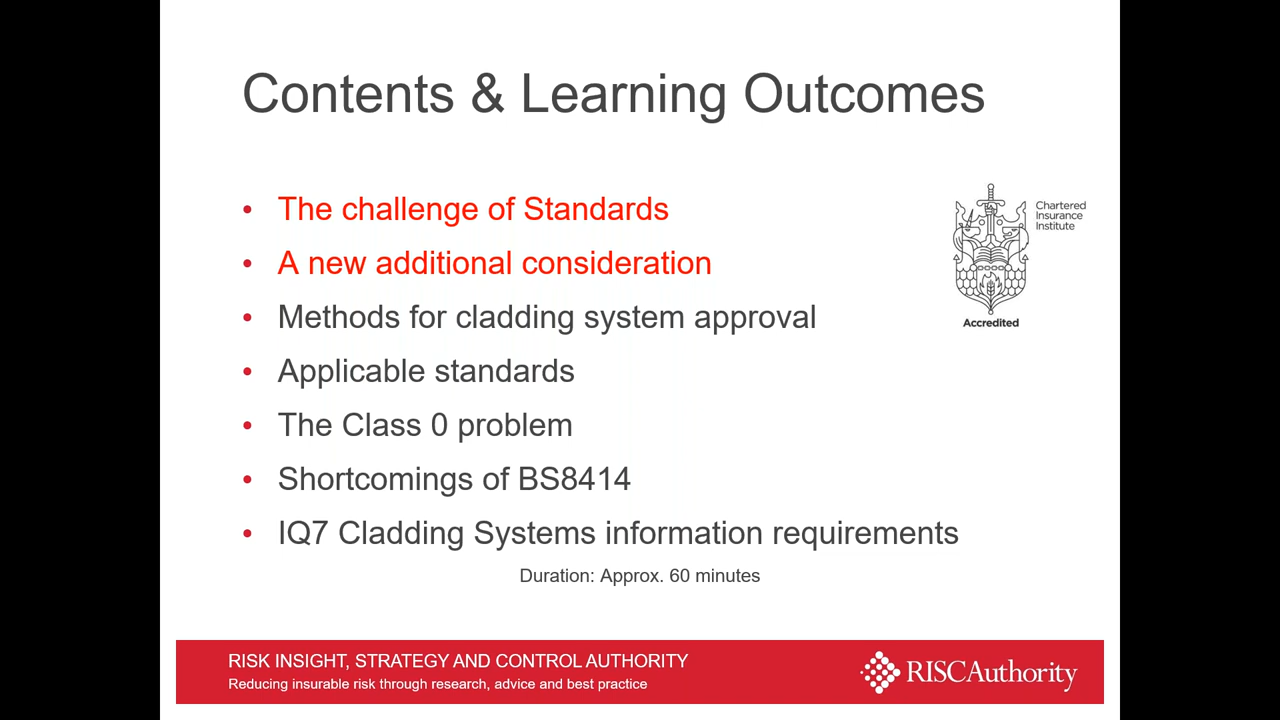 Contents & Learning Outcomes
• The challenge of Standards
• A new additional consideration
• Methods for cladding system approval
• Applicable standards
• The Class 0 problem
• Shortcomings of BS8414
• IQ7 Cladding Systems information requirements
Duration: Approx. 60 minutes
Chartered
Insurance
Institute
Accredited
RISK INSIGHT, STRATEGY AND CONTROL AUTHORITY
Reducing insurable risk through research, advice and best practice
RISCAuthority